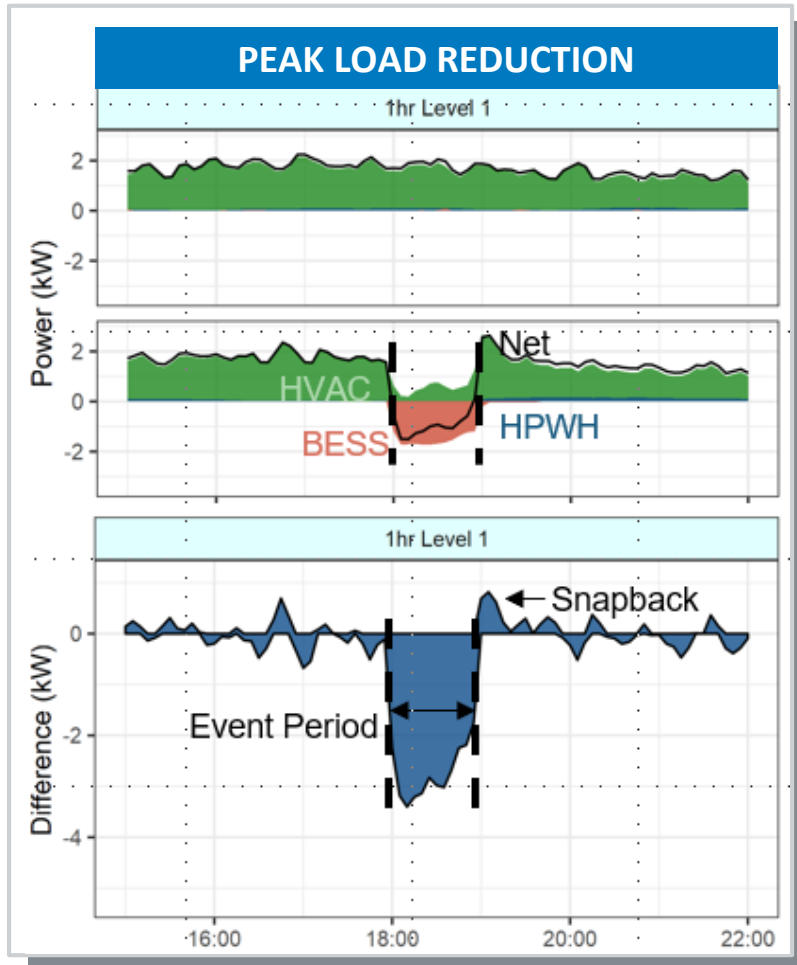 PEAK LOAD REDUCTION
1hr Level 1
2
0
-2
Power (kW)
2
0
-2
Net
HVAC
BESS
HPWH
1hr Level 1
Snapback
0
Event Period
-2
-4
Difference (kW)
16:00 18:00 20:00 22:00